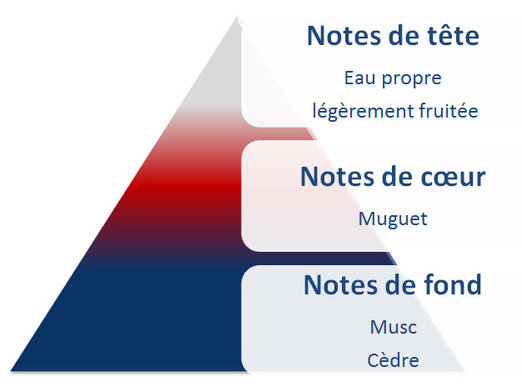 Notes de tête
Eau propre
légèrement fruitée
Notes de cœur
Muguet
Notes de fond
Musc
Cèdre